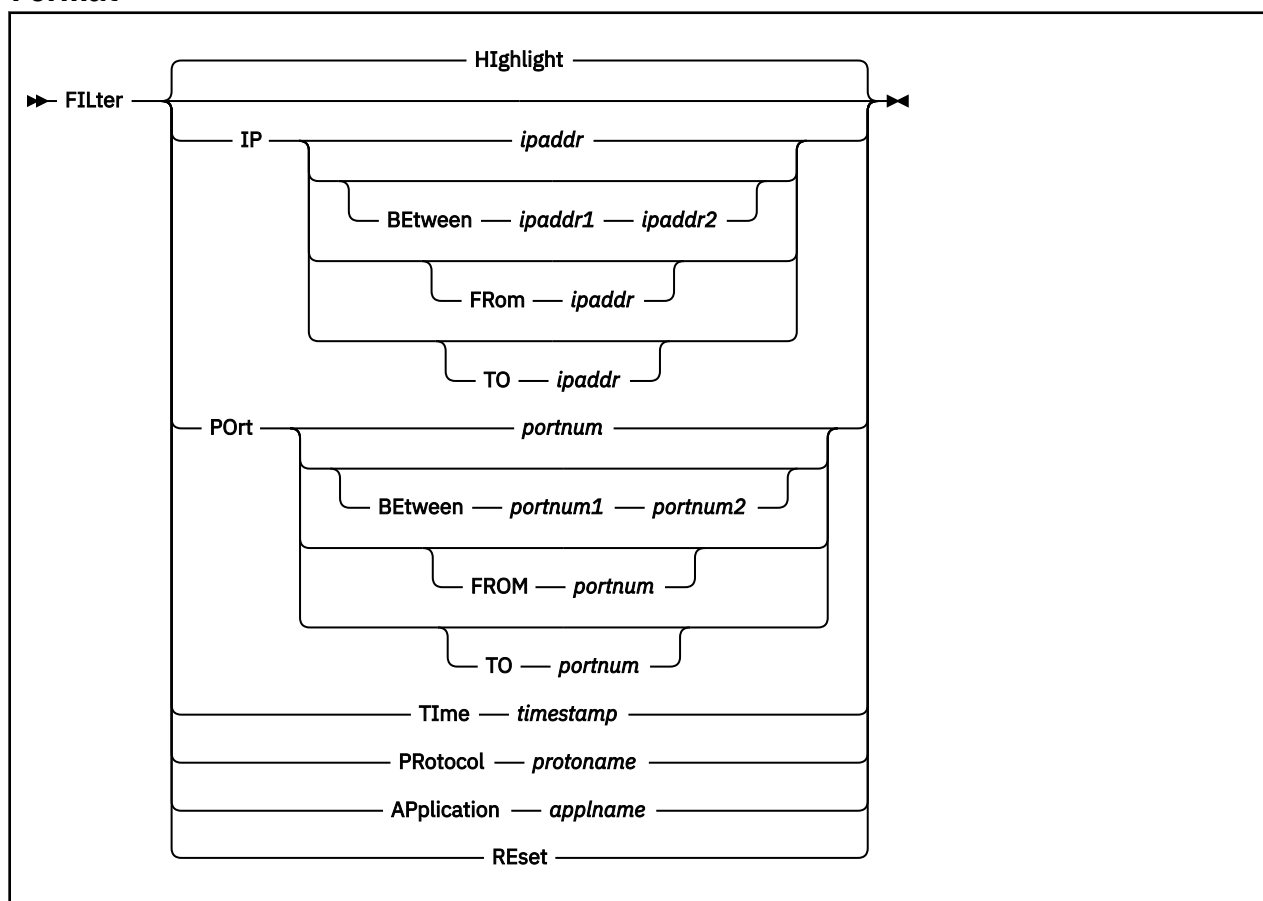 HIghlight
FILter
IP ipaddr
BEtween ipaddr1 ipaddr2
FRom ipaddr
TO ipaddr
POrt portnum
BEtween portnum1 portnum2
FROM portnum
TO portnum
TIme timestamp
PRotocol protoname
APplication applname
REset